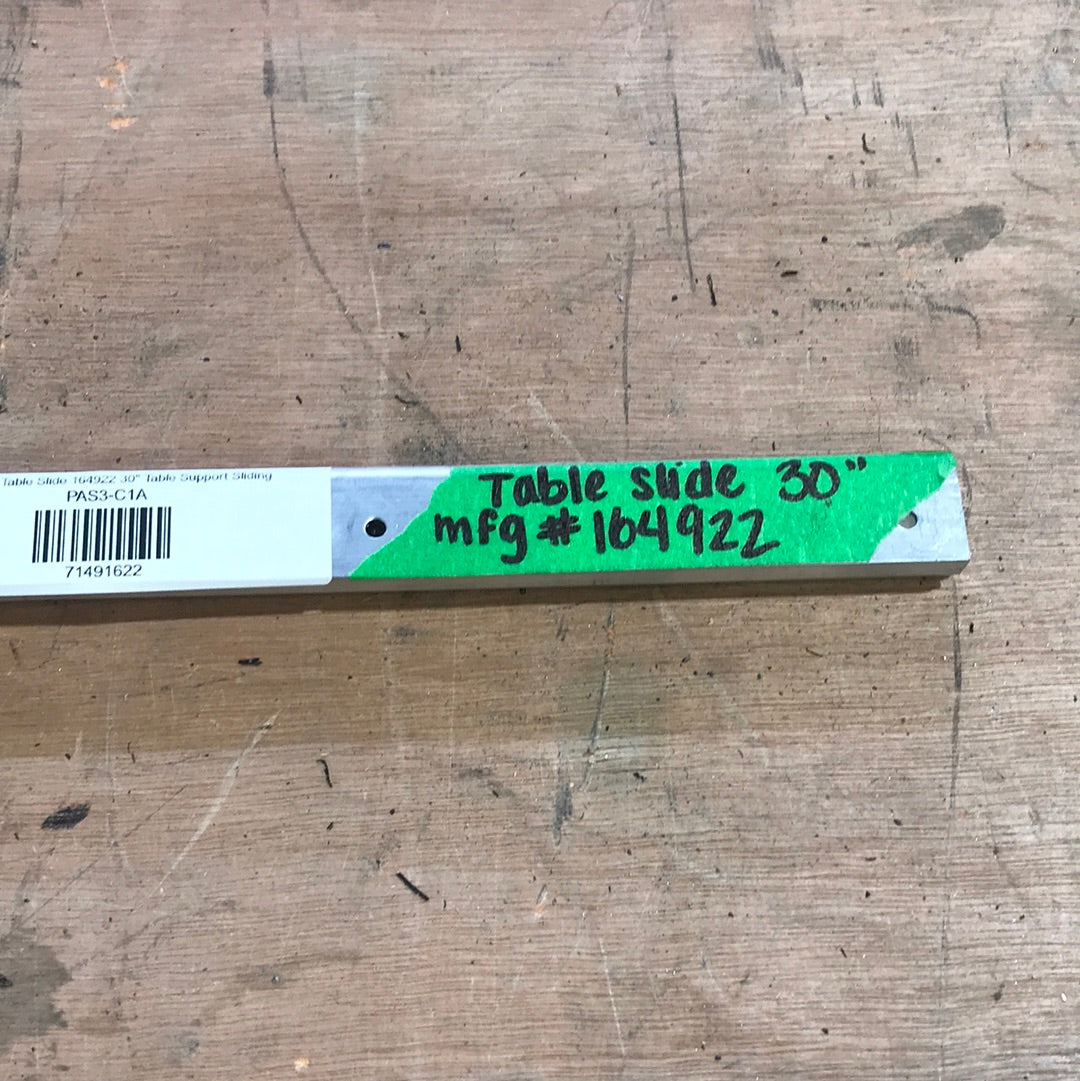 Table Slide 164922 30" Table Support Sliding
PAS3-C1A
71491622
Table Slide 30"
mfg # 164922